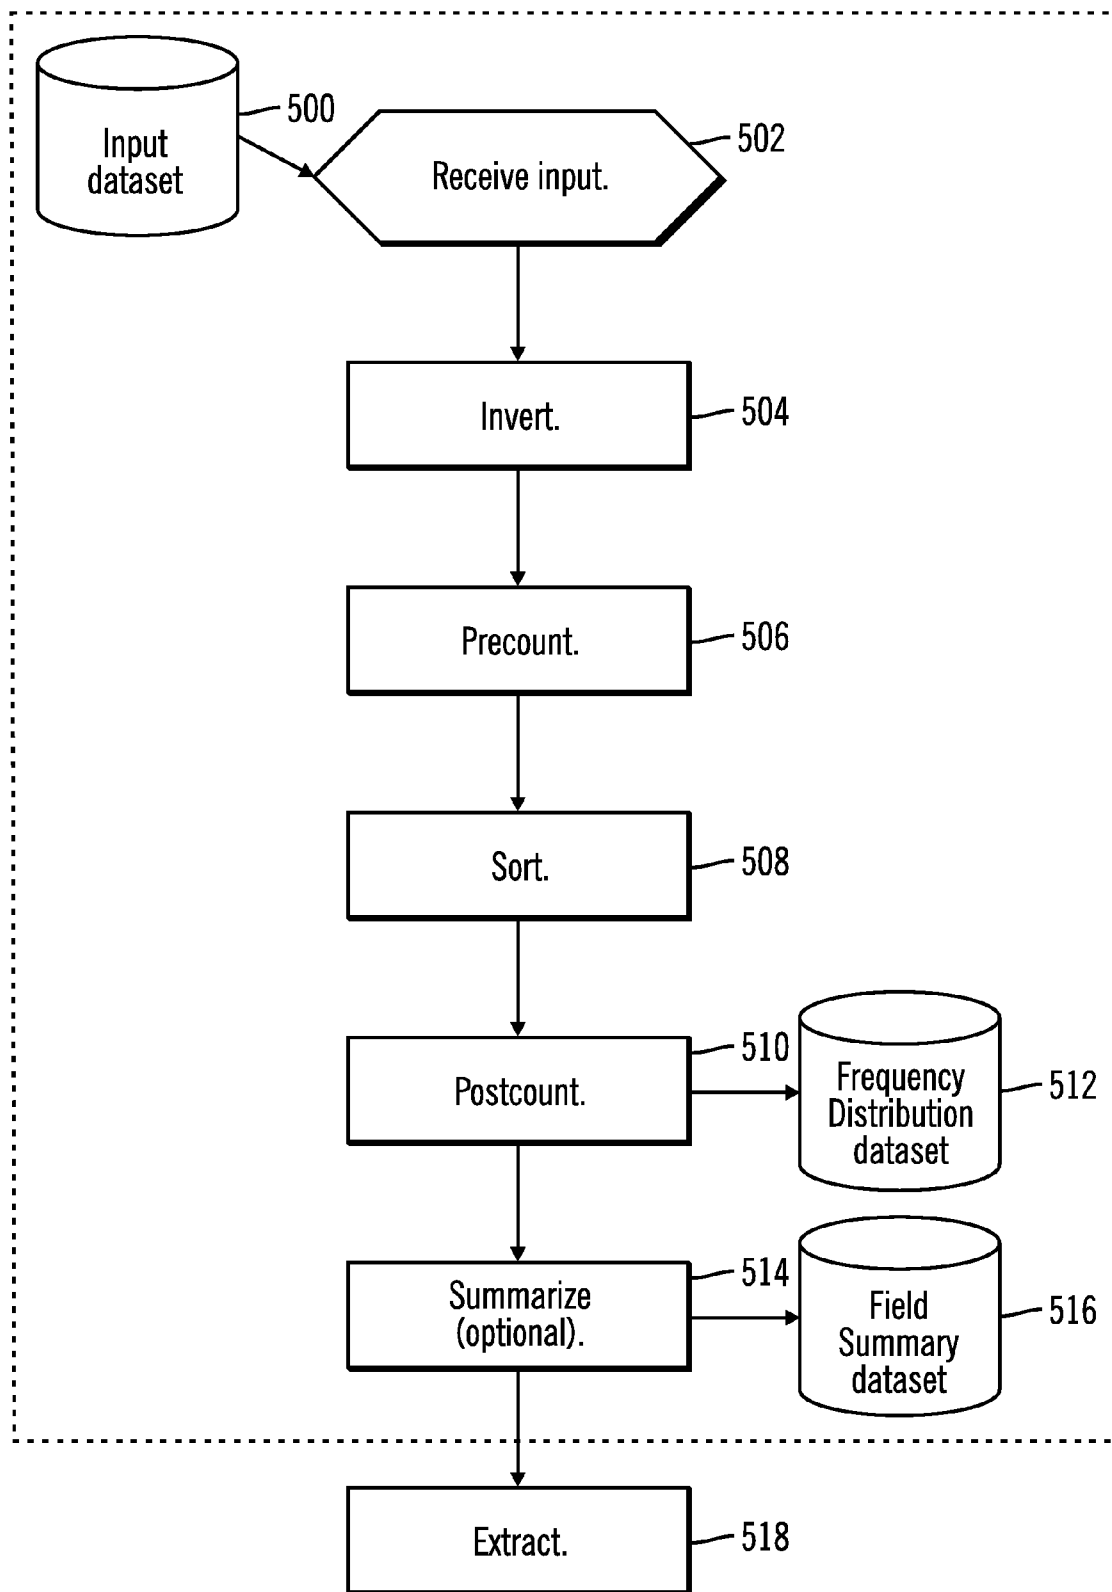 500
Input
dataset
502
Receive input.
Invert.
504
Precount.
506
Sort.
508
510
Postcount.
Frequency
Distribution
dataset
512
514
Summarize
(optional).
Field
Summary
dataset
516
Extract.
518